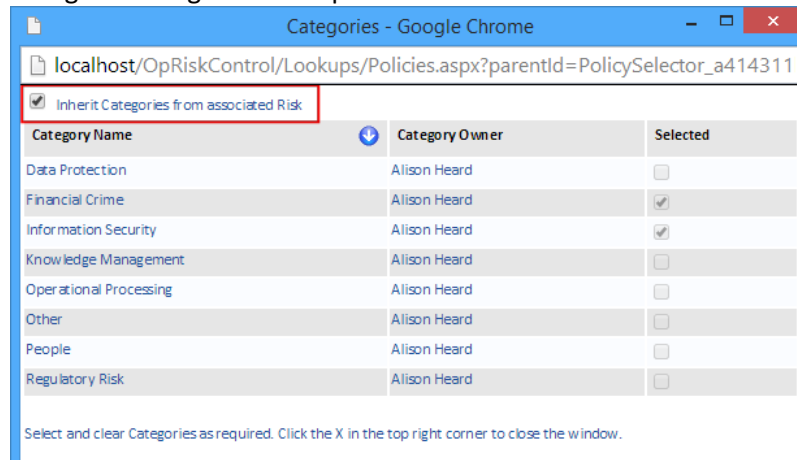 Categories - Google Chrome
localhost/OpRiskControl/Lookups/Policies.aspx?parentId=PolicySelector_a414311
Inherit Categories from associated Risk
Category Name Category Owner Selected
Data Protection Alison Heard
Financial Crime Alison Heard
Information Security Alison Heard
Knowledge Management Alison Heard
Operational Processing Alison Heard
Other Alison Heard
People Alison Heard
Regulatory Risk Alison Heard
Select and clear Categories as required. Click the X in the top right corner to close the window.